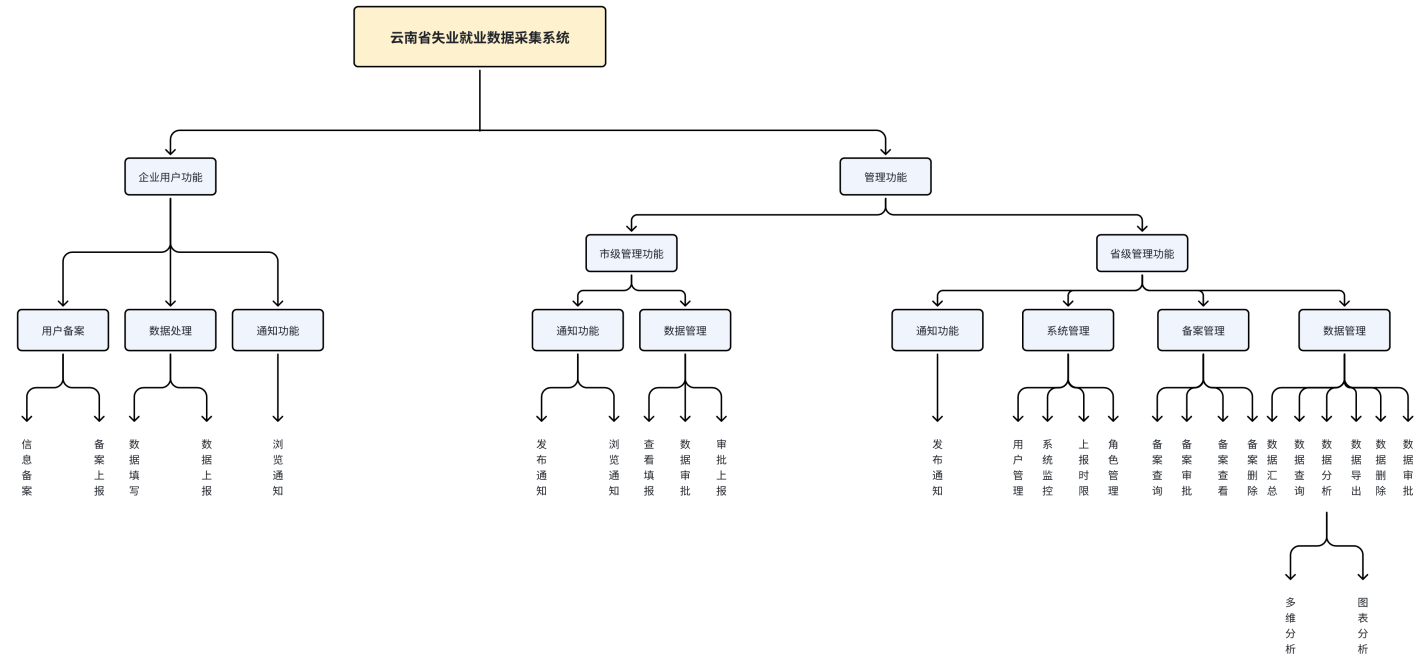 云南省失业就业数据采集系统
企业用户功能
管理功能
市级管理功能
省级管理功能
用户备案
数据处理
通知功能
通知功能
数据管理
通知功能
系统管理
备案管理
数据管理
信息备案
备案上报
数据填写
数据上报
浏览通知
发布通知
浏览通知
查看填报
数据审批
审批上报
发布通知
用户管理
系统监控
上报时限
角色管理
备案查询
备案审批
备案查看
备案删除
数据汇总
数据查询
数据分析
数据导出
数据删除
数据审批
多维分析
图表分析